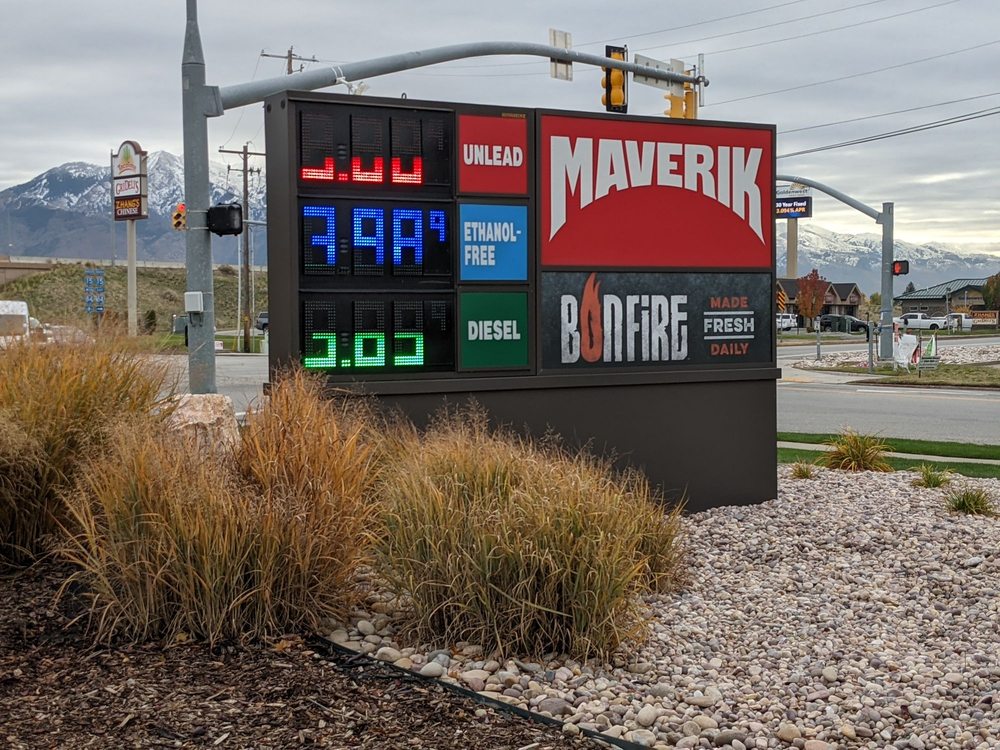 UNLEAD
ETHANOL-
FREE
DIESEL
MAVERIK
BONFIRE
MADE
FRESH
DAILY
ZHANG'S
CHINESE